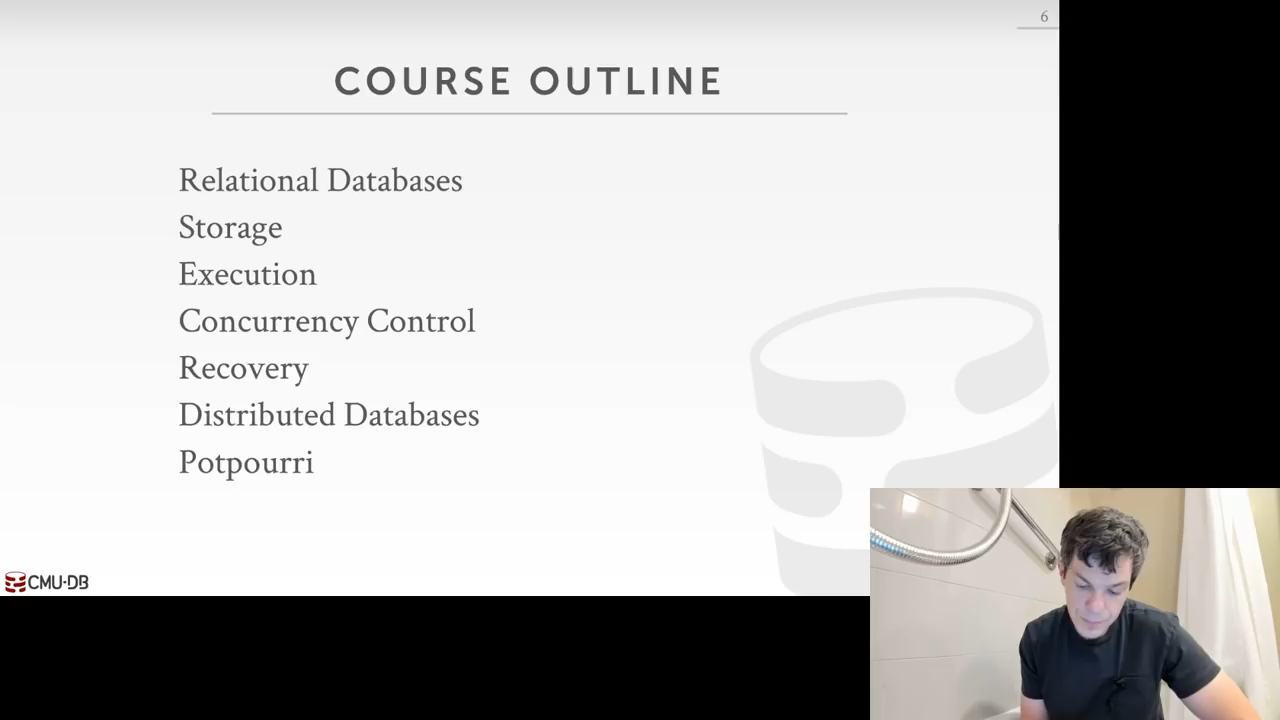 6
COURSE OUTLINE
Relational Databases
Storage
Execution
Concurrency Control
Recovery
Distributed Databases
Potpourri
CMU·DB